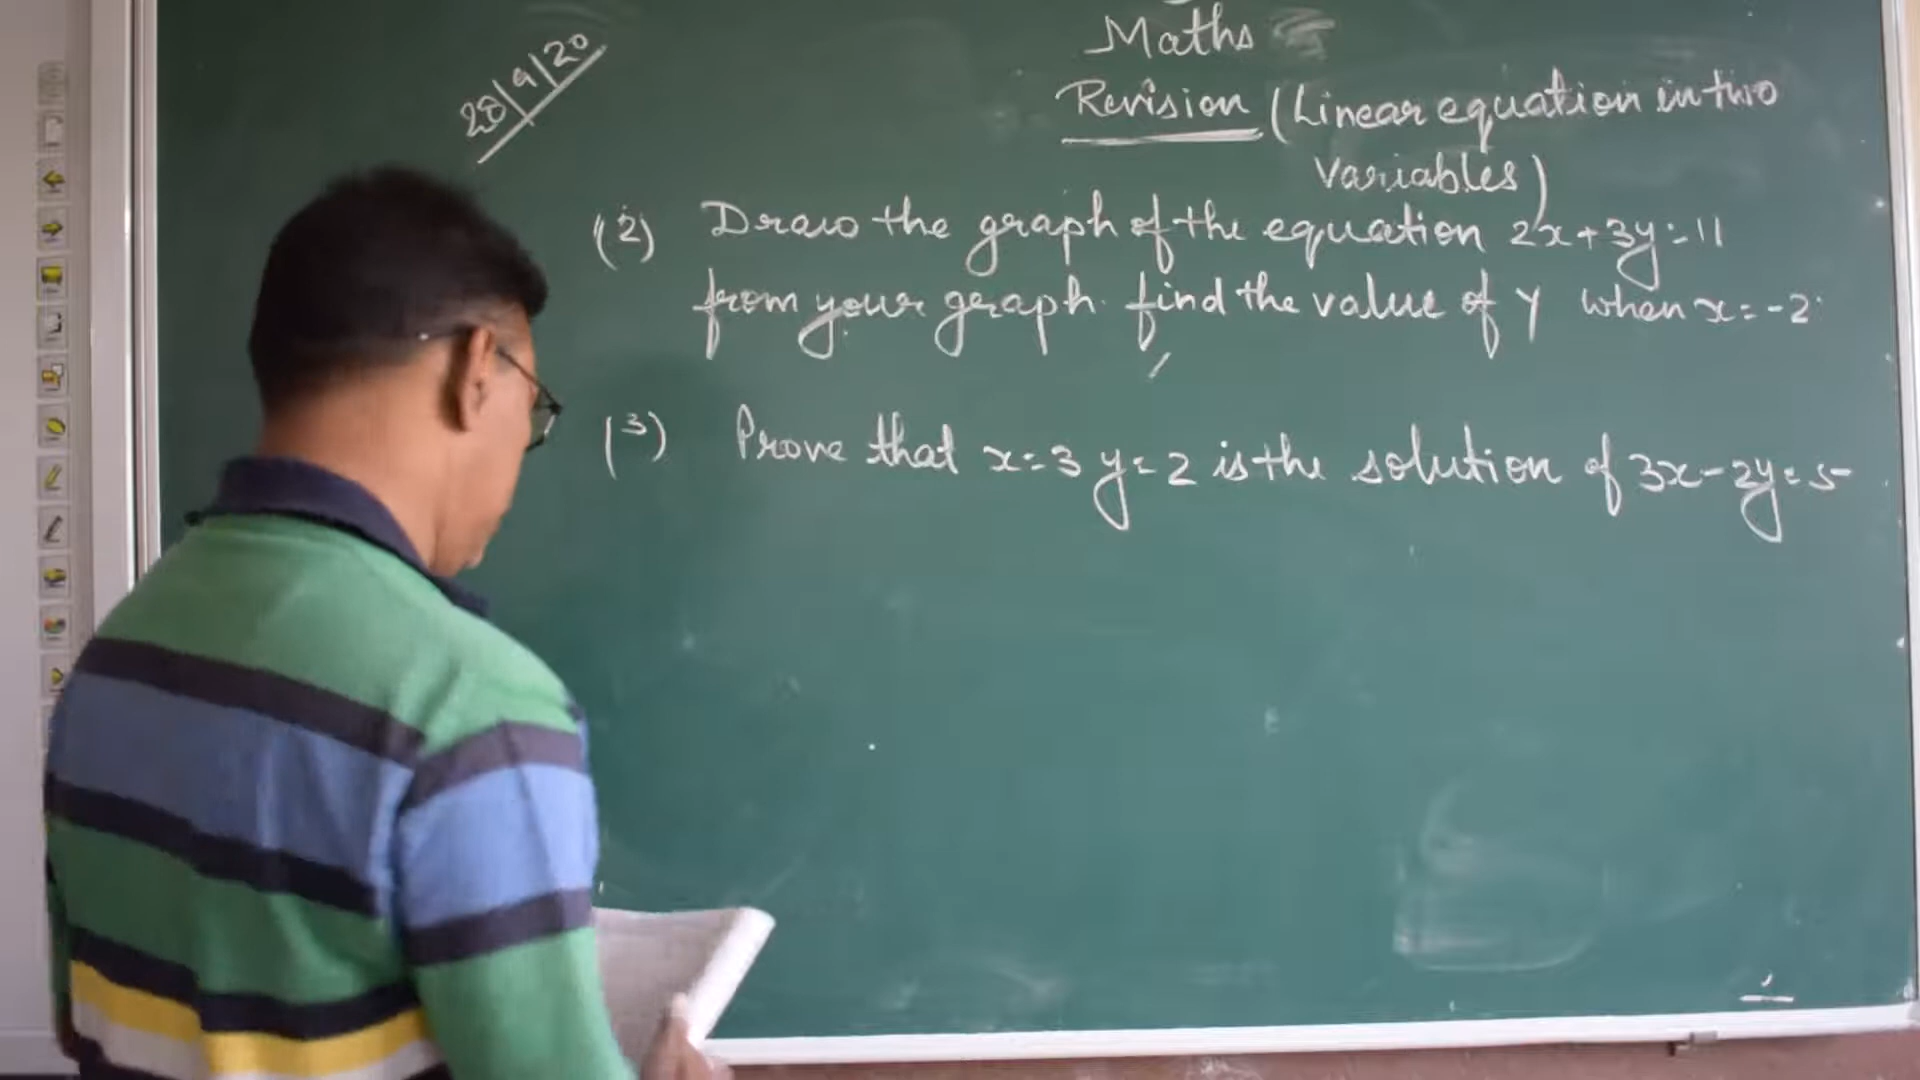 28/9/20
Maths
Revision (Linear equation in two
variables)
(2) Draw the graph of the equation 2x+3y=11
from your graph find the value of y when x=-2
(3) Prove that x=3 y=2 is the solution of 3x-2y=5